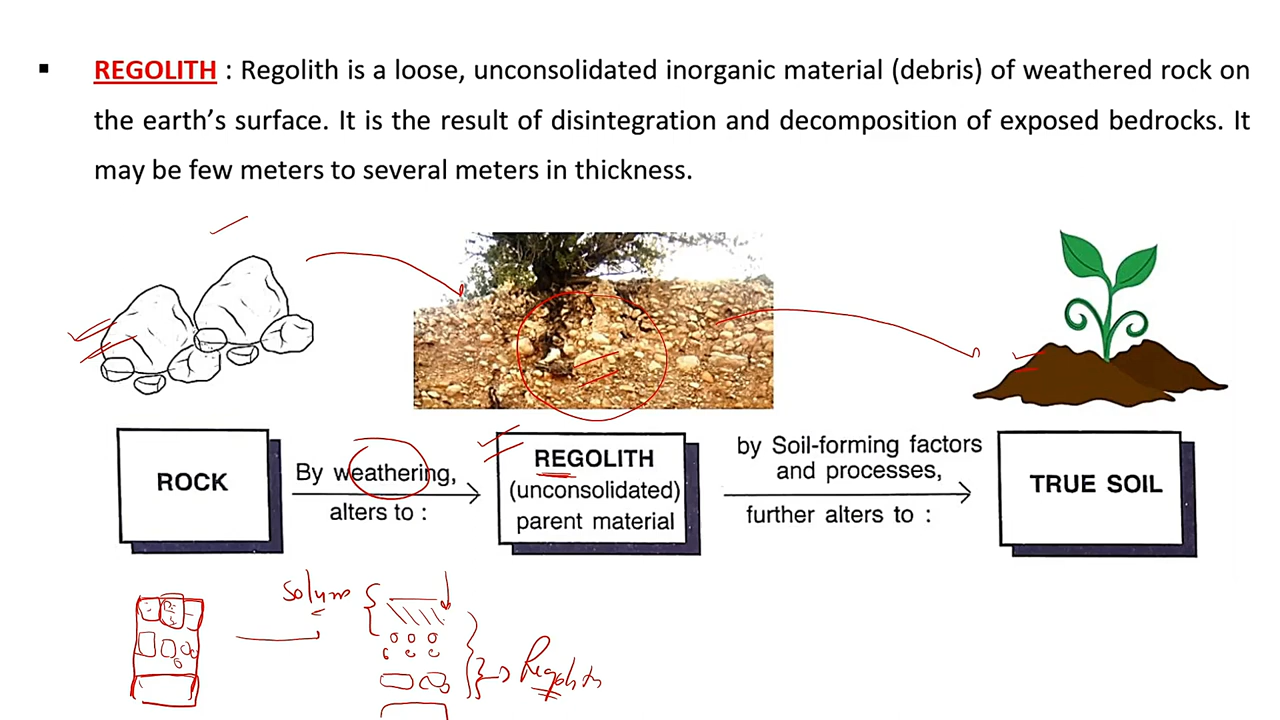 ▪ REGOLITH : Regolith is a loose, unconsolidated inorganic material (debris) of weathered rock on
the earth’s surface. It is the result of disintegration and decomposition of exposed bedrocks. It
may be few meters to several meters in thickness.
ROCK
By weathering,
alters to :
REGOLITH
(unconsolidated)
parent material
by Soil-forming factors
and processes,
further alters to :
TRUE SOIL
Solum
Regolith